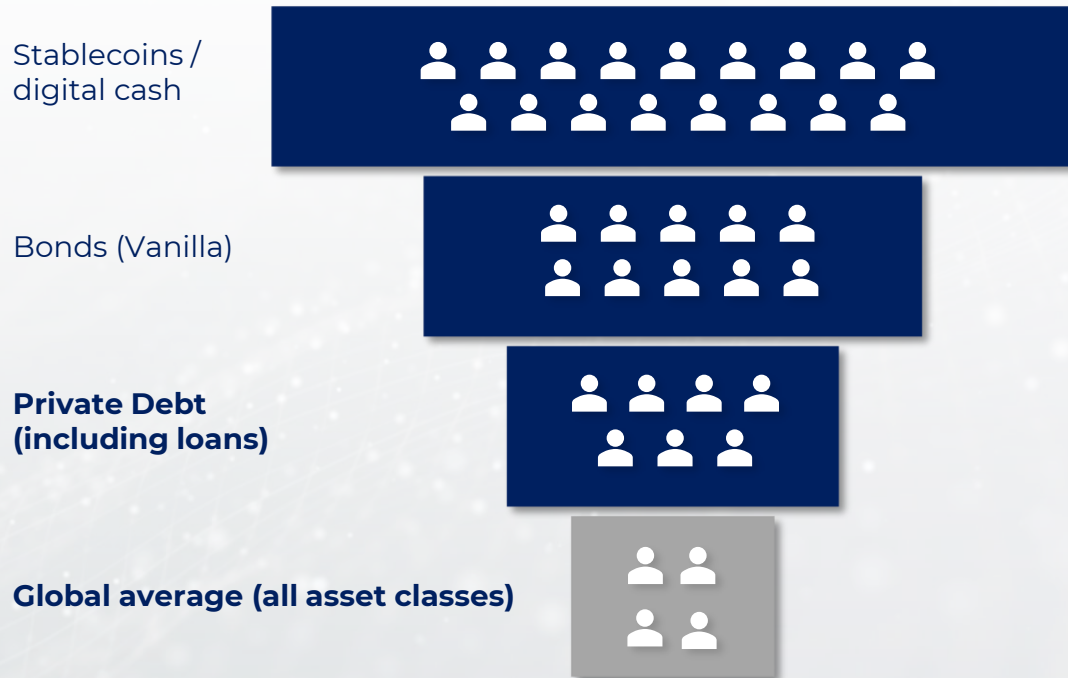 Stablecoins /
digital cash
Bonds (Vanilla)
Private Debt
(including loans)
Global average (all asset classes)